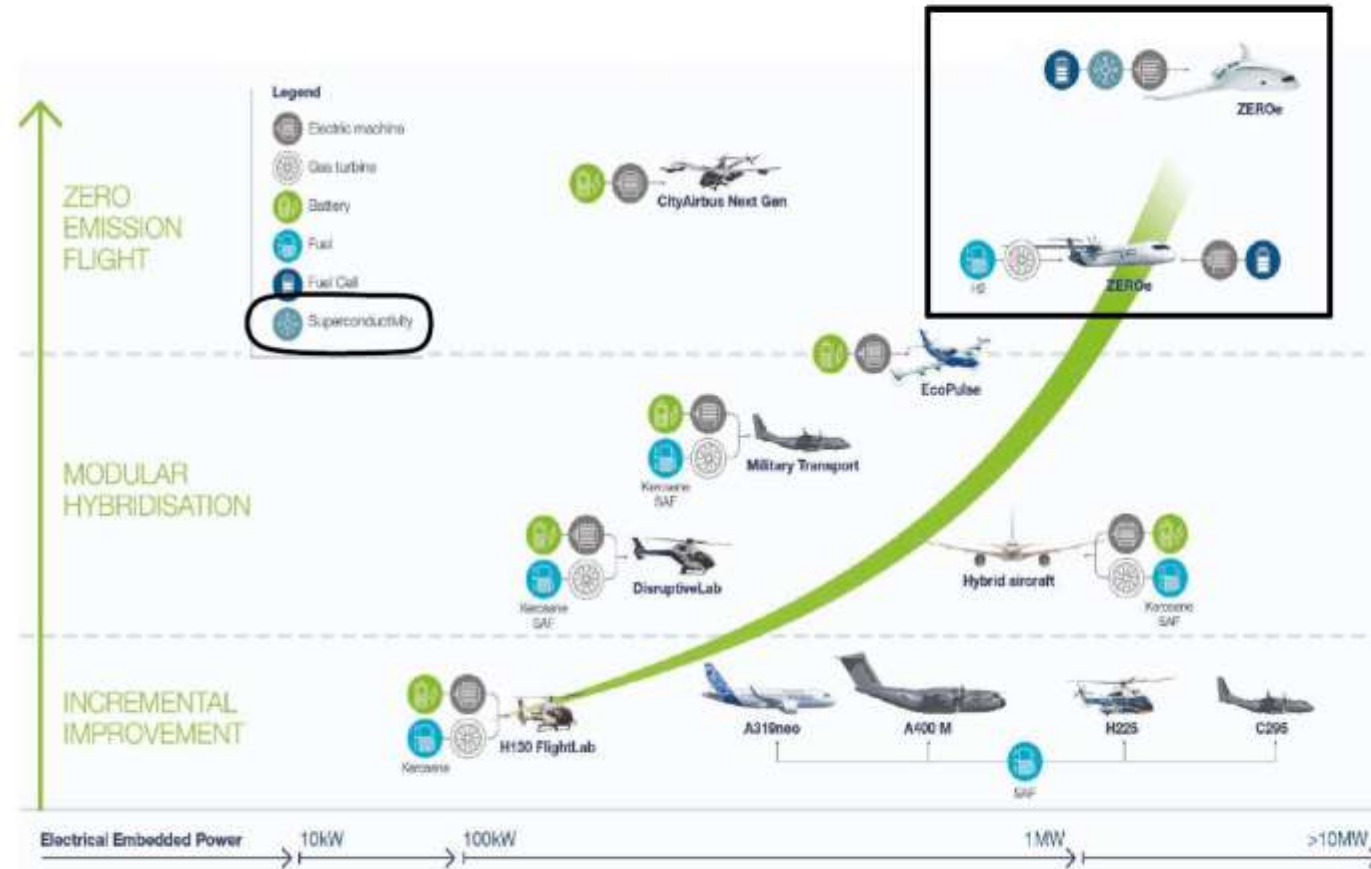 Legend
Electric machine
Gas turbine
Battery
Fuel
Fuel Cell
Superconductivity
ZERO
EMISSION
FLIGHT
ZEROe
CityAirbus Next Gen
H2
ZEROe
EcoPulse
MODULAR
HYBRIDISATION
Kerosene
SAF
Military Transport
Kerosene
SAF
DisruptiveLab
Hybrid aircraft
Kerosene
SAF
INCREMENTAL
IMPROVEMENT
Kerosene
H130 FlightLab
A319neo
A400 M
H225
C295
SAF
Electrical Embedded Power
10kW
100kW
1MW
>10MW